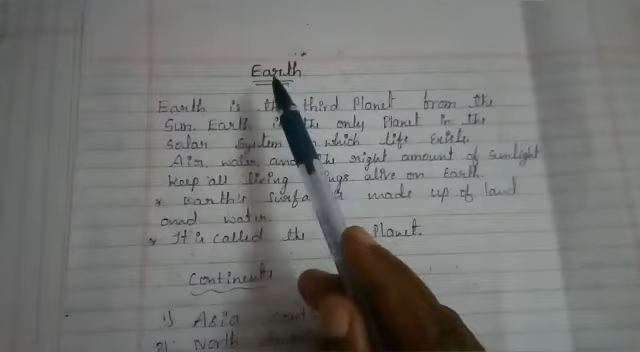 Earth
Earth is the third Planet from the
Sun. Earth is the only Planet in the
Solar System which life exists.
Air, water, and the right amount of sunlight
keep all living things alive on Earth.
* Earth's surface is made up of land
and water.
* It is called the Planet.
Continents
1) Asia
2) North